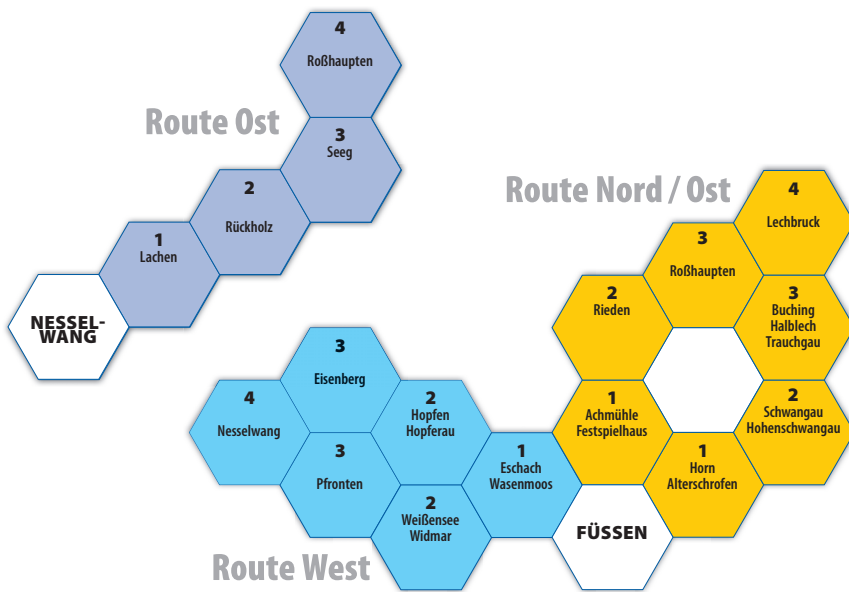 4
Roßhaupten
Route Ost
3
Seeg
2
Rückholz
1
Lachen
NESSEL-
WANG
Route Nord / Ost
4
Lechbruck
3
Roßhaupten
2
Rieden
3
Buching
Halblech
Trauchgau
1
Achmühle
Festspielhaus
2
Schwangau
Hohenschwangau
1
Horn
Alterschrofen
FÜSSEN
3
Eisenberg
4
Nesselwang
2
Hopfen
Hopferau
3
Pfronten
1
Eschach
Wasenmoos
2
Weißensee
Widmar
Route West